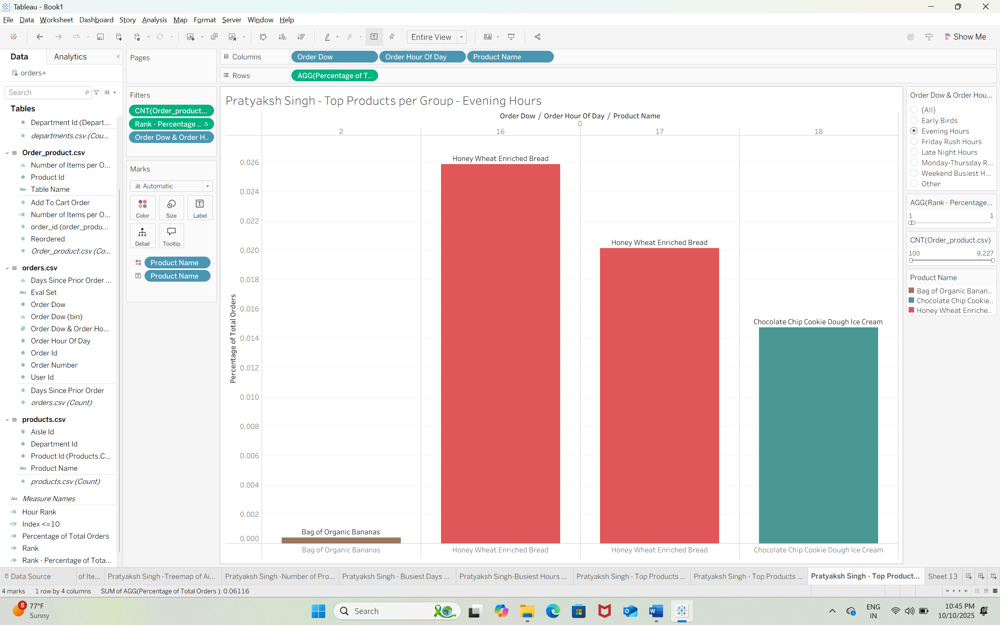 Tableau - Book1
File Data Worksheet Dashboard Story Analysis Map Format Server Window Help
Entire View
Show Me
Data
Analytics
Pages
Columns
Order Dow
Order Hour Of Day
Product Name
orders+
Rows
AGG(Percentage of T..
Search
Tables
Department Id (Depart...
departments.csv (Cou...
Order_product.csv
Number of Items per O...
Product Id
Abc Table Name
Add To Cart Order
Number of Items per O...
order_id (order_produ...
Reordered
Order_product.csv (Co...
orders.csv
Days Since Prior Order ...
Abc Eval Set
Order Dow
Order Dow (bin)
Order Dow & Order Ho...
Order Hour Of Day
Order Id
Order Number
User Id
Days Since Prior Order
orders.csv (Count)
products.csv
Aisle Id
Department Id
Product Id (Products.C...
Abc Product Name
products.csv (Count)
Abc Measure Names
Hour Rank
=T|F Index <=10
Percentage of Total Orders
Rank
Rank - Percentage of Tota...
Filters
CNT(Order_product...
Rank - Percentage .. Δ
Order Dow & Order H..
Marks
Automatic
Color
Size
Label
Detail
Tooltip
Product Name
Product Name
Pratyaksh Singh - Top Products per Group - Evening Hours
Order Dow / Order Hour Of Day / Product Name
0
2
16
17
18
Percentage of Total Orders
0.026
0.024
0.022
0.020
0.018
0.016
0.014
0.012
0.010
0.008
0.006
0.004
0.002
0.000
Honey Wheat Enriched Bread
Honey Wheat Enriched Bread
Chocolate Chip Cookie Dough Ice Cream
Bag of Organic Bananas
Bag of Organic Bananas
Honey Wheat Enriched Bread
Honey Wheat Enriched Bread
Chocolate Chip Cookie Dough Ice Cream
Order Dow & Order Hou...
(All)
Early Birds
Evening Hours
Friday Rush Hours
Late Night Hours
Monday-Thursday R...
Weekend Busiest H...
Other
AGG(Rank - Percentage...
1
1
CNT(Order_product.csv)
100
9,227
Product Name
Bag of Organic Banan..
Chocolate Chip Cookie..
Honey Wheat Enriche..
Data Source
of Ite...
Pratyaksh Singh -Treemap of Ai...
Pratyaksh Singh -Number of Pro...
Pratyaksh Singh - Busiest Days ...
Pratyaksh Singh-Busiest Hours ...
Pratyaksh Singh - Top Products ...
Pratyaksh Singh - Top Products ...
Pratyaksh Singh - Top Product...
Sheet 13
4 marks
1 row by 4 columns
SUM of AGG(Percentage of Total Orders ): 0.06116
8
77°F
Sunny
Search
ENG
IN
10:45 PM
10/10/2025